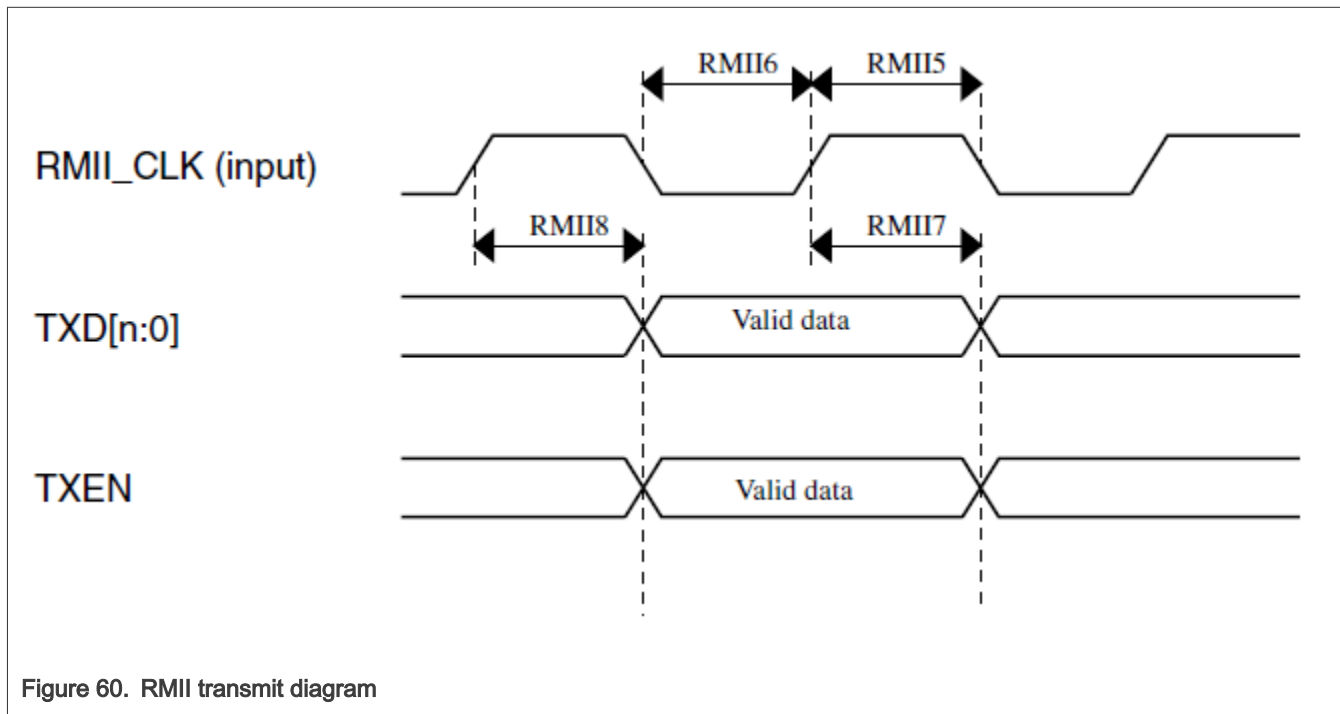 RMII6
RMII5
RMII_CLK (input)
RMII8
RMII7
TXD[n:0]
Valid data
TXEN
Valid data
Figure 60. RMII transmit diagram